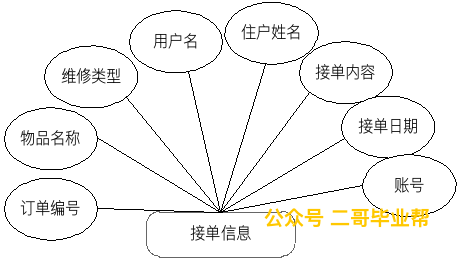 住户姓名
用户名
接单内容
维修类型
接单日期
物品名称
账号
订单编号
公众号 二哥毕业帮
接单信息